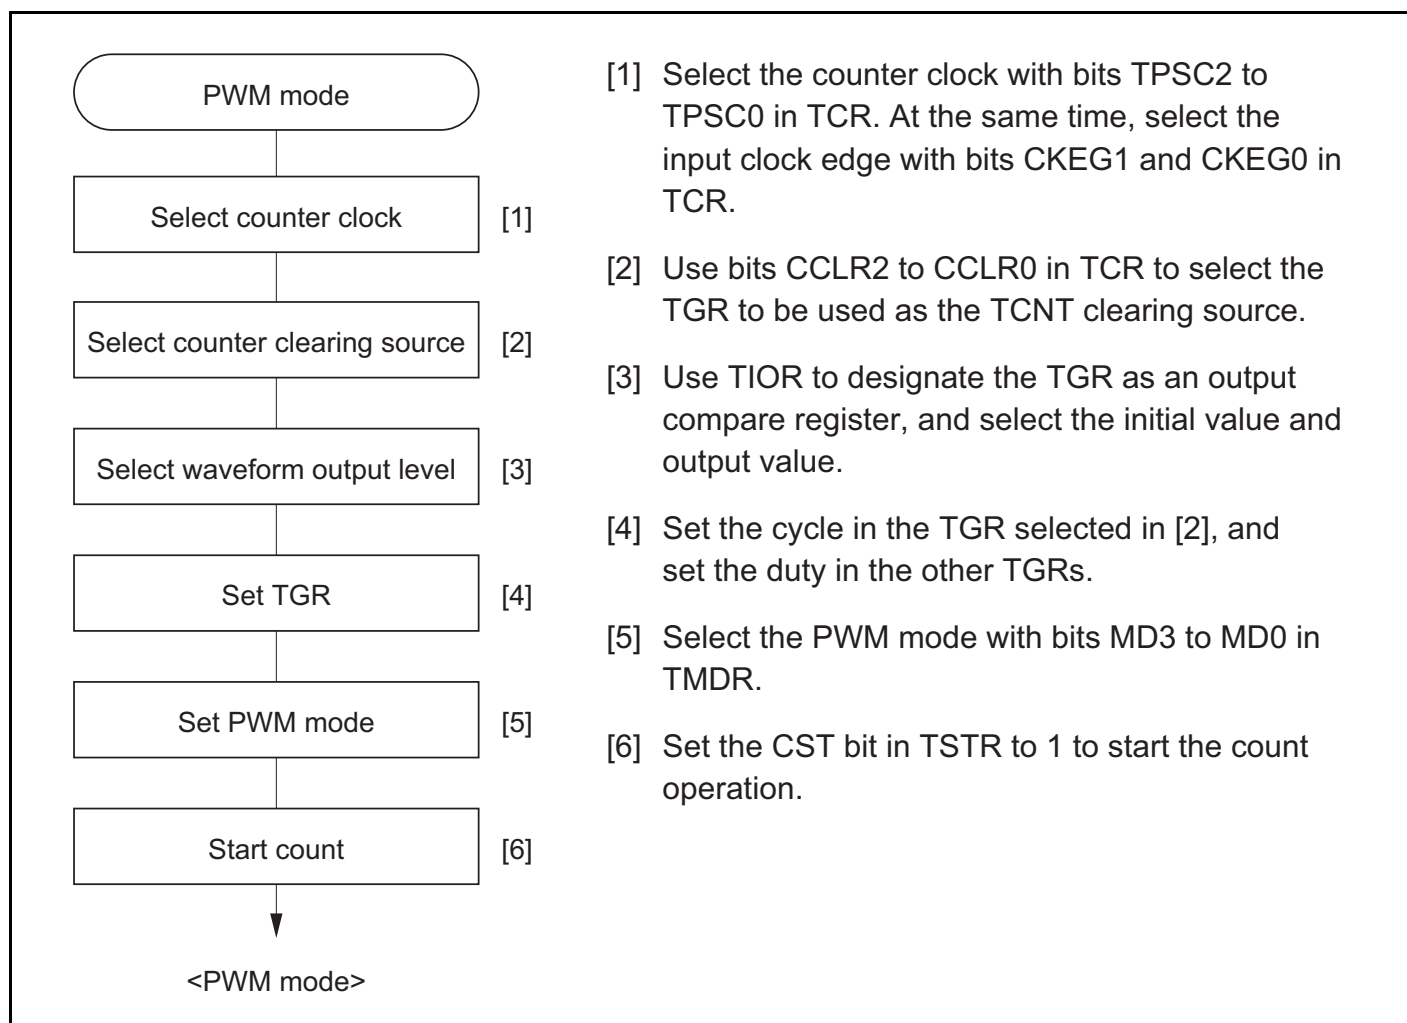 PWM mode
Select counter clock [1]
Select counter clearing source [2]
Select waveform output level [3]
Set TGR [4]
Set PWM mode [5]
Start count [6]
<PWM mode>
[1] Select the counter clock with bits TPSC2 to
TPSC0 in TCR. At the same time, select the
input clock edge with bits CKEG1 and CKEG0 in
TCR.
[2] Use bits CCLR2 to CCLR0 in TCR to select the
TGR to be used as the TCNT clearing source.
[3] Use TIOR to designate the TGR as an output
compare register, and select the initial value and
output value.
[4] Set the cycle in the TGR selected in [2], and
set the duty in the other TGRs.
[5] Select the PWM mode with bits MD3 to MD0 in
TMDR.
[6] Set the CST bit in TSTR to 1 to start the count
operation.